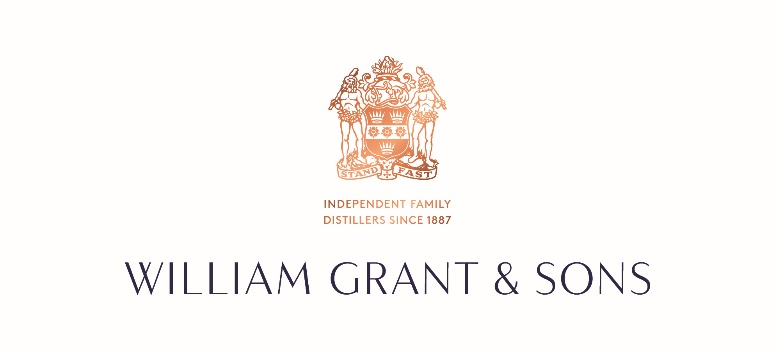 STAND FAST
INDEPENDENT FAMILY
DISTILLERS SINCE 1887
WILLIAM GRANT & SONS